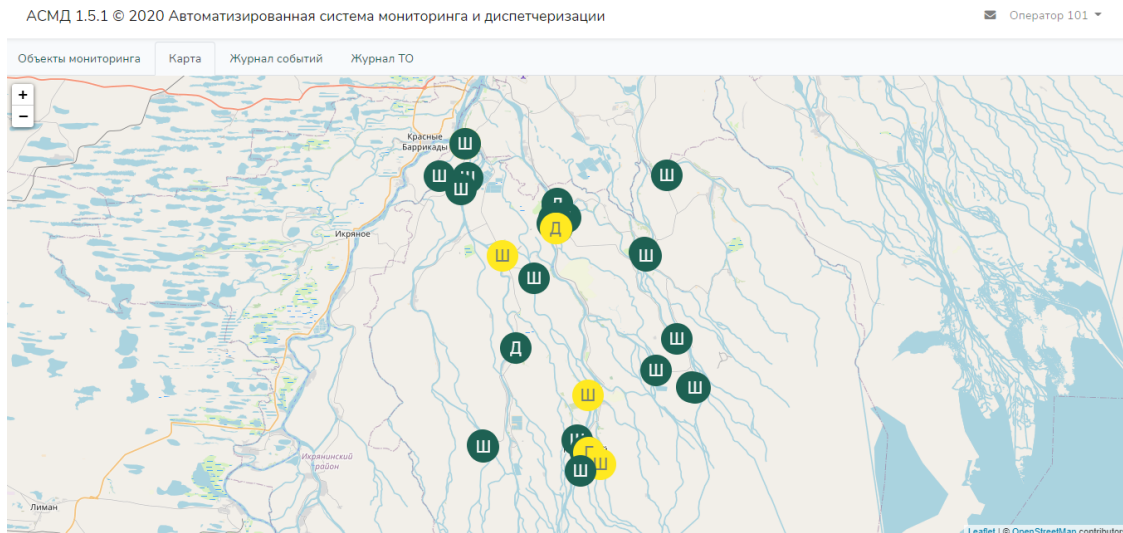 АСМД 1.5.1 © 2020 Автоматизированная система мониторинга и диспетчеризации
Оператор 101
Объекты мониторинга Карта Журнал событий Журнал ТО
+
−
Красные
Баррикады
Ш
Ш
Ш
Ш
Ш
Икряное
Д
Ш
Ш
Ш
Ш
Д
Ш
Ш
Ш
Ш
Ш
Ш
Ш
Икрянинский
район
Лиман
Leaflet | © OpenStreetMap contributors